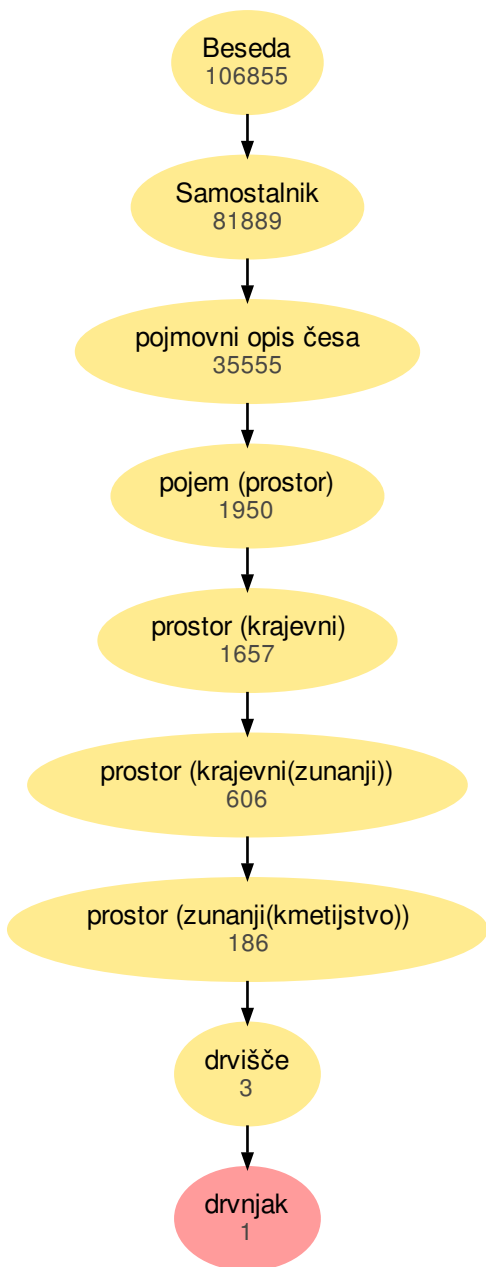 Beseda
106855
Samostalnik
81889
pojmovni opis česa
35555
pojem (prostor)
1950
prostor (krajevni)
1657
prostor (krajevni(zunanji))
606
prostor (zunanji(kmetijstvo))
186
drvišče
3
drvnjak
1